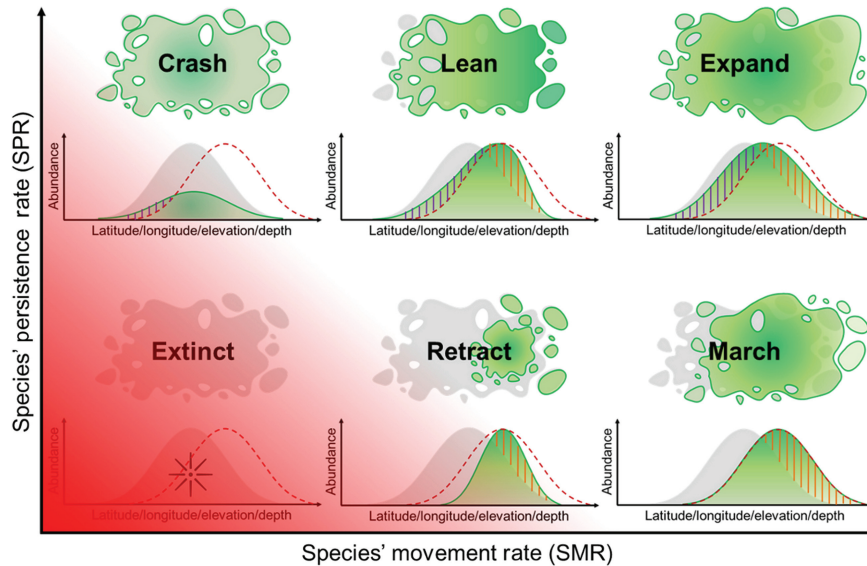 Crash
Lean
Expand
Abundance
Latitude/longitude/elevation/depth
Abundance
Latitude/longitude/elevation/depth
Abundance
Latitude/longitude/elevation/depth
Extinct
Retract
March
Abundance
Latitude/longitude/elevation/depth
Abundance
Latitude/longitude/elevation/depth
Abundance
Latitude/longitude/elevation/depth
Species' persistence rate (SPR)
Species' movement rate (SMR)